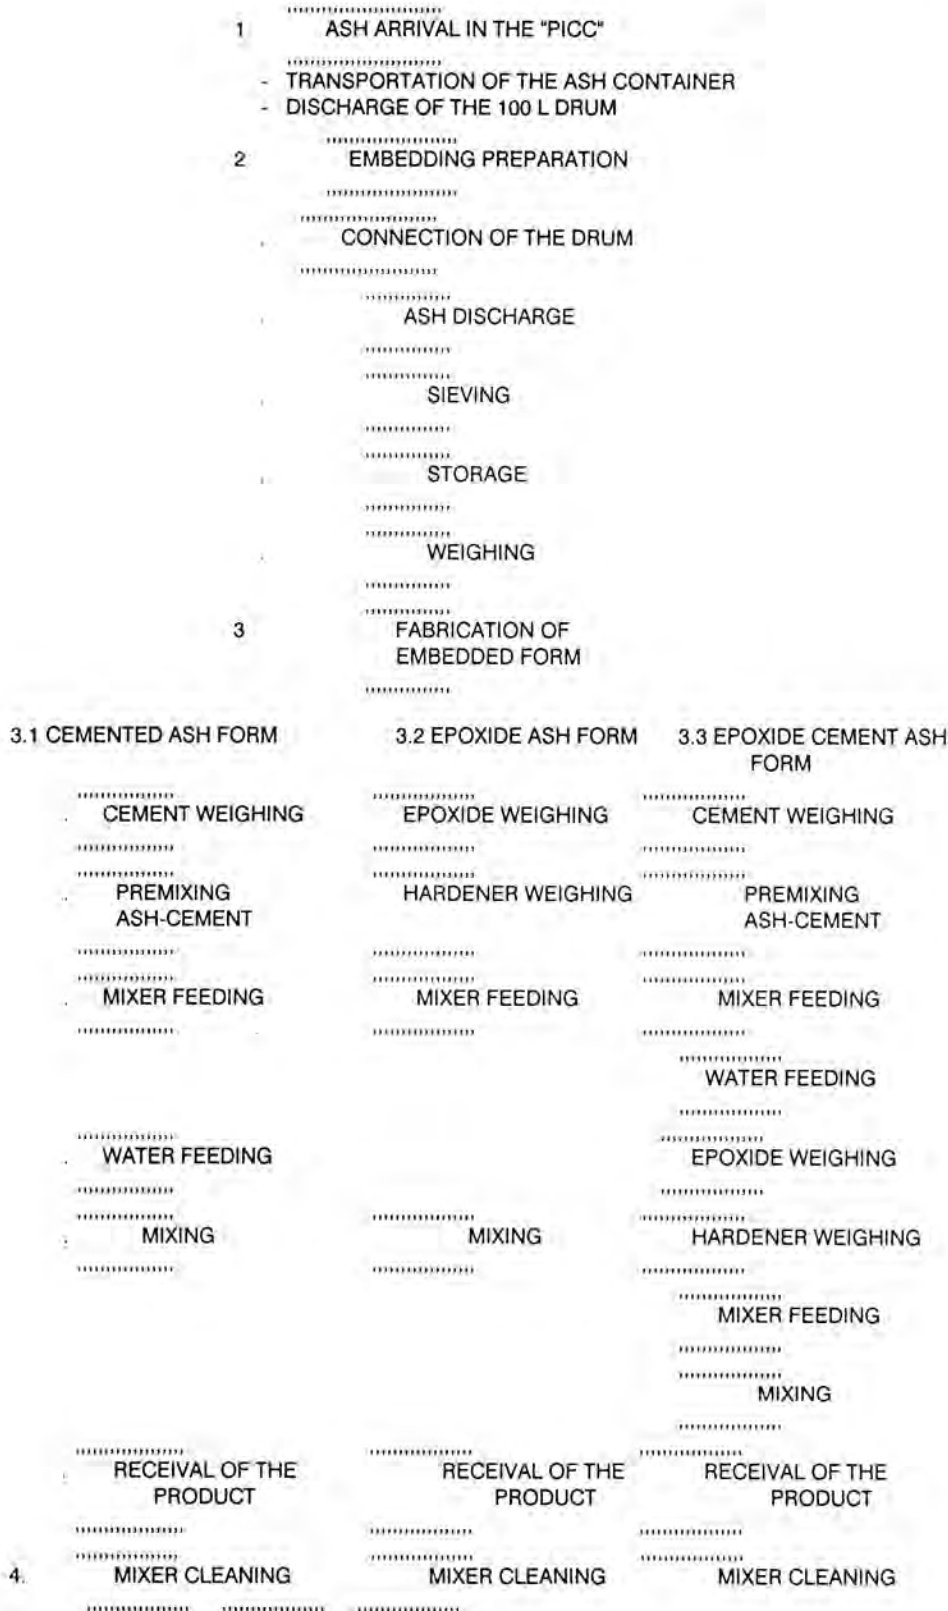 1 ASH ARRIVAL IN THE "PICC"
- TRANSPORTATION OF THE ASH CONTAINER
- DISCHARGE OF THE 100 L DRUM
2 EMBEDDING PREPARATION
. CONNECTION OF THE DRUM
. ASH DISCHARGE
. SIEVING
. STORAGE
. WEIGHING
3 FABRICATION OF
EMBEDDED FORM
3.1 CEMENTED ASH FORM
. CEMENT WEIGHING
. PREMIXING
ASH-CEMENT
. MIXER FEEDING
. WATER FEEDING
. MIXING
. RECEIVAL OF THE
PRODUCT
4. MIXER CLEANING
3.2 EPOXIDE ASH FORM
EPOXIDE WEIGHING
HARDENER WEIGHING
MIXER FEEDING
MIXING
RECEIVAL OF THE
PRODUCT
MIXER CLEANING
3.3 EPOXIDE CEMENT ASH
FORM
CEMENT WEIGHING
PREMIXING
ASH-CEMENT
MIXER FEEDING
WATER FEEDING
EPOXIDE WEIGHING
HARDENER WEIGHING
MIXER FEEDING
MIXING
RECEIVAL OF THE
PRODUCT
MIXER CLEANING